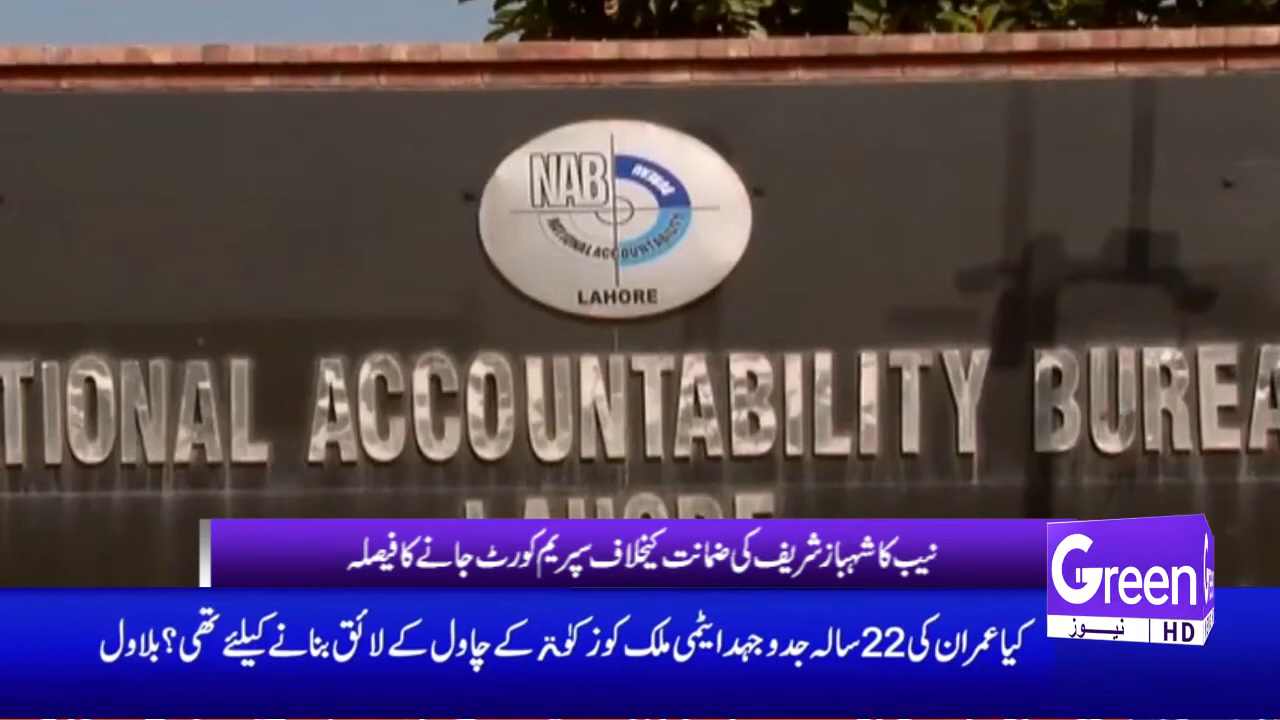 NAB
BUREAU
NATIONAL ACCOUNTABILITY
LAHORE
TIONAL ACCOUNTABILITY BUREA
LAHORE
نیب کا شہباز شریف کی ضمانت کیخلاف سپریم کورٹ جانے کا فیصلہ
Green
نیوز HD
کیا عمران کی 22 سالہ جدوجہد ایٹمی ملک کو زکوٰۃ کے چاول کے لائق بنانے کیلئے تھی؟ بلاول